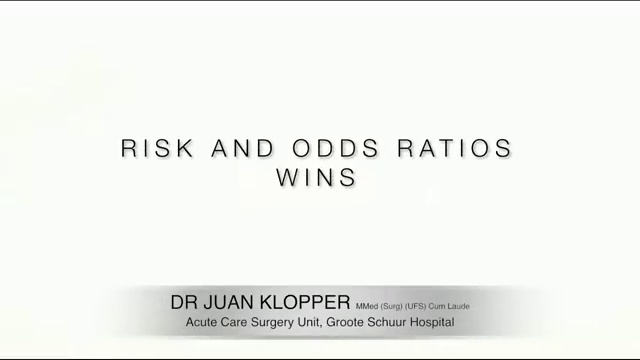 RISK AND ODDS RATIOS
WINS
DR JUAN KLOPPER MMed (Surg) (UFS) Cum Laude
Acute Care Surgery Unit, Groote Schuur Hospital